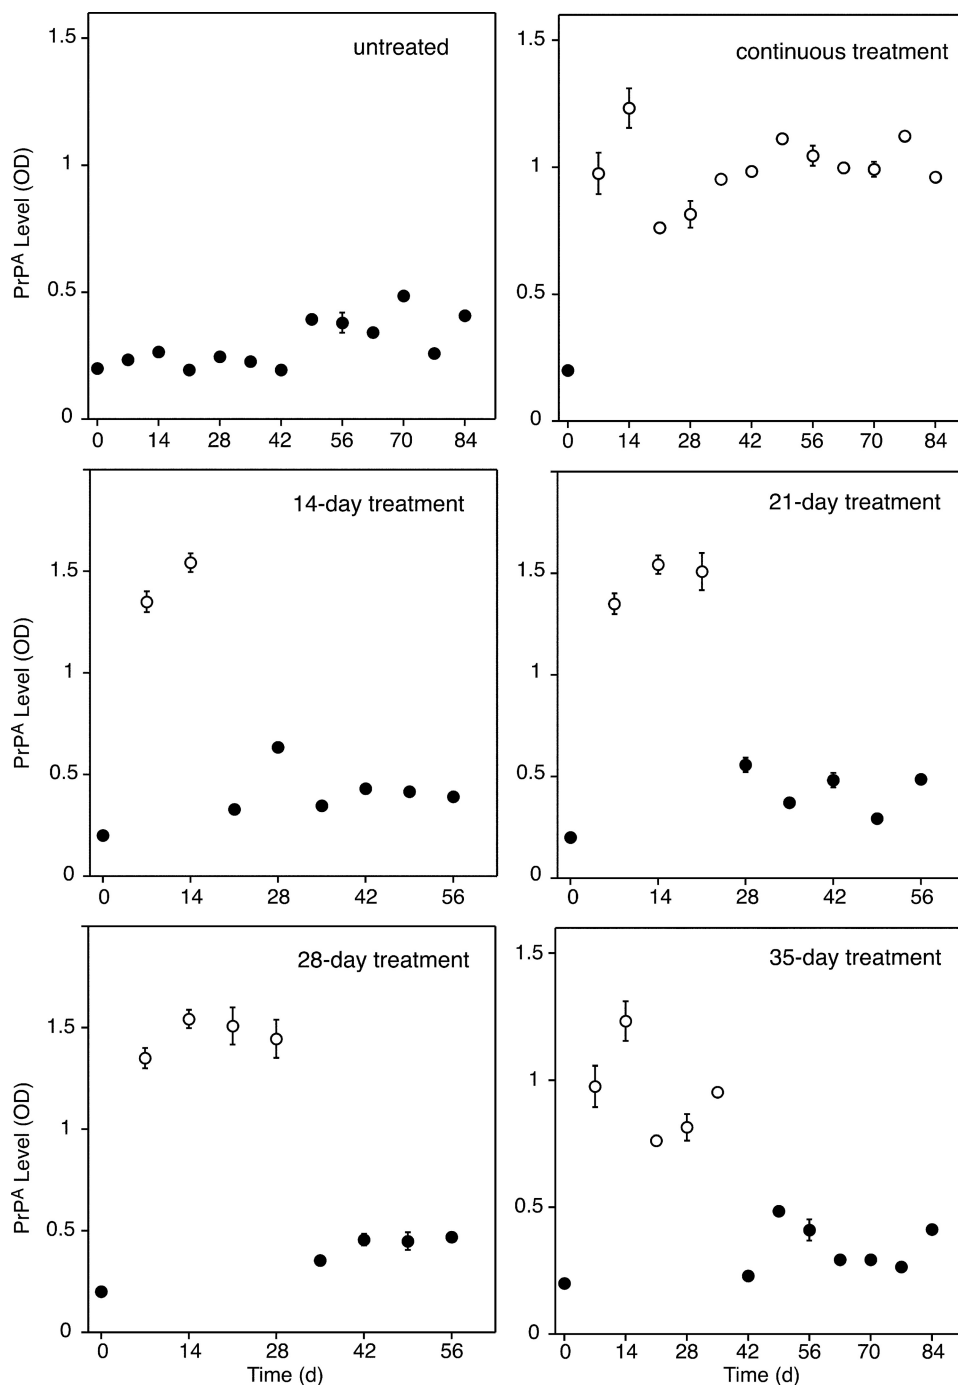 untreated
1.5
1
0.5
0
PrPA Level (OD)
0 14 28 42 56 70 84
continuous treatment
1.5
1
0.5
0
0 14 28 42 56 70 84
14-day treatment
1.5
1
0.5
0
PrPA Level (OD)
0 14 28 42 56
21-day treatment
1.5
1
0.5
0
0 14 28 42 56
28-day treatment
1.5
1
0.5
0
PrPA Level (OD)
0 14 28 42 56
Time (d)
35-day treatment
1.5
1
0.5
0
0 14 28 42 56 70 84
Time (d)